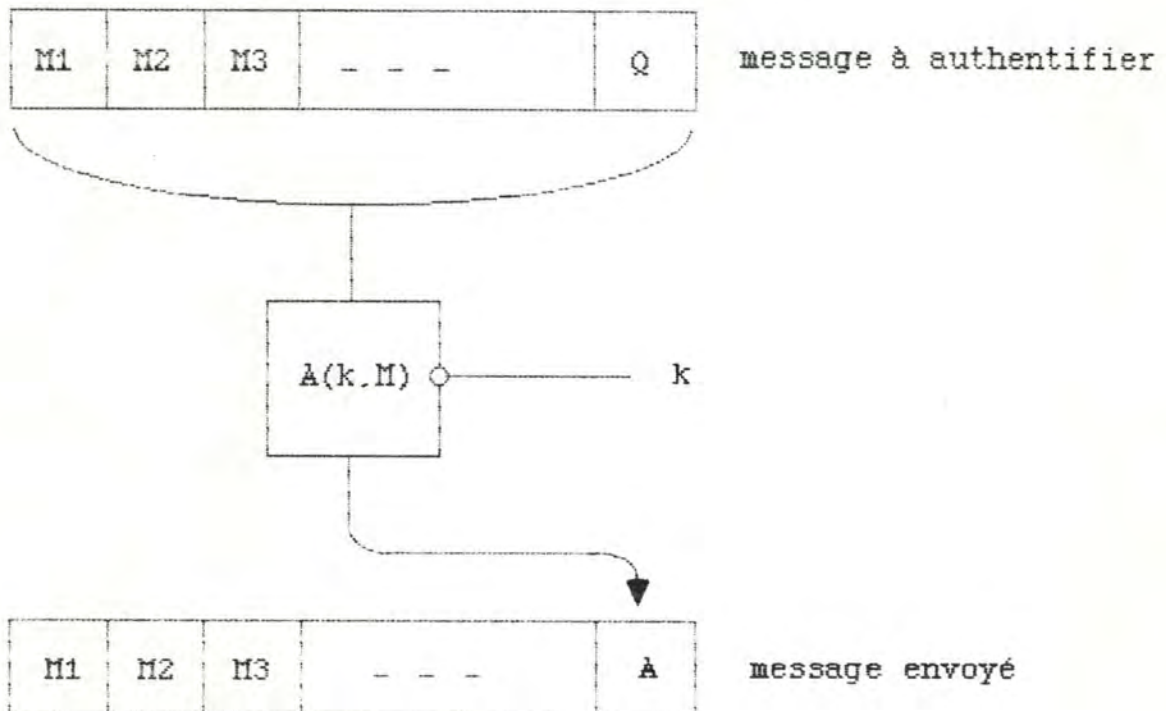 M1 M2 M3 _ _ _ Q message à authentifier
A(k,M) k
M1 M2 M3 _ _ _ A message envoyé